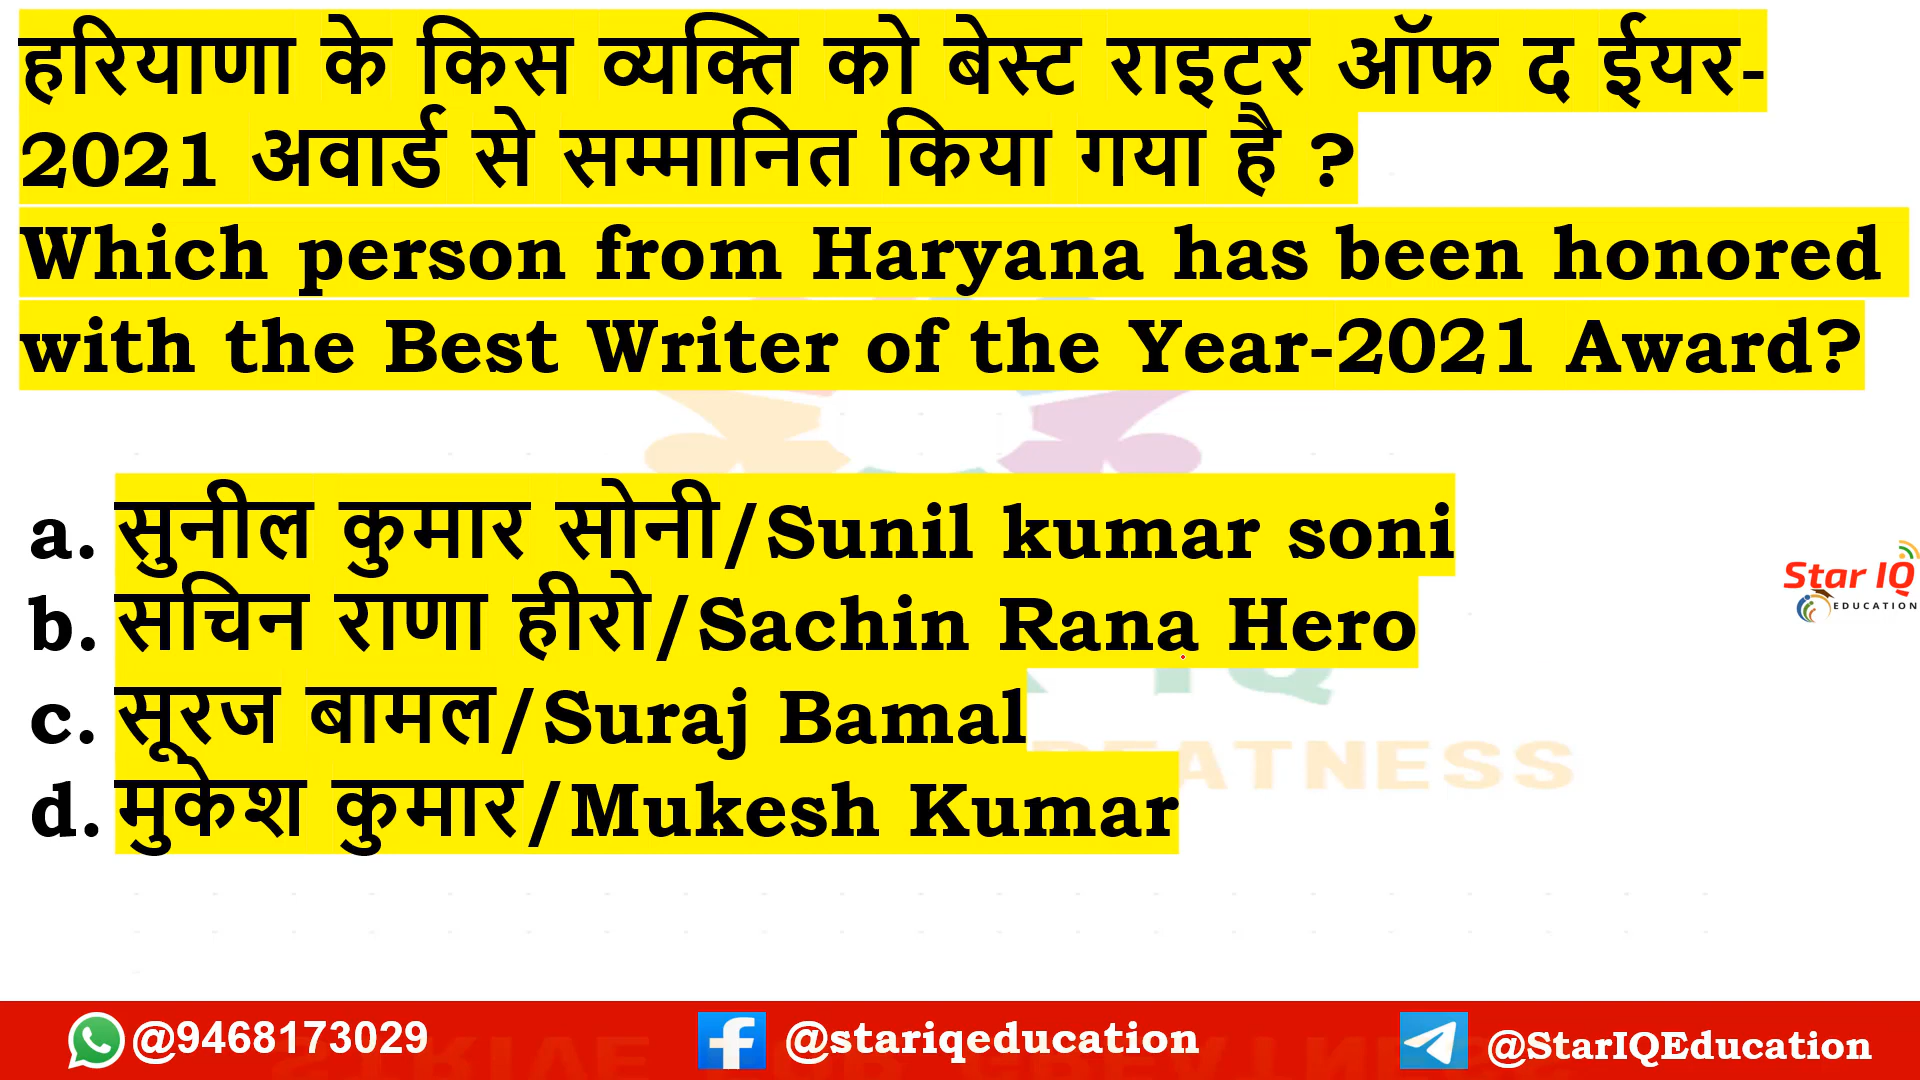 हरियाणा के किस व्यक्ति को बेस्ट राइटर ऑफ द ईयर-
2021 अवार्ड से सम्मानित किया गया है ?
Which person from Haryana has been honored
with the Best Writer of the Year-2021 Award?
a. सुनील कुमार सोनी/Sunil kumar soni
b. सचिन राणा हीरो/Sachin Rana Hero
c. सूरज बामल/Suraj Bamal
d. मुकेश कुमार/Mukesh Kumar
Star IQ
EDUCATION
@9468173029
@stariqeducation
@StarIQEducation